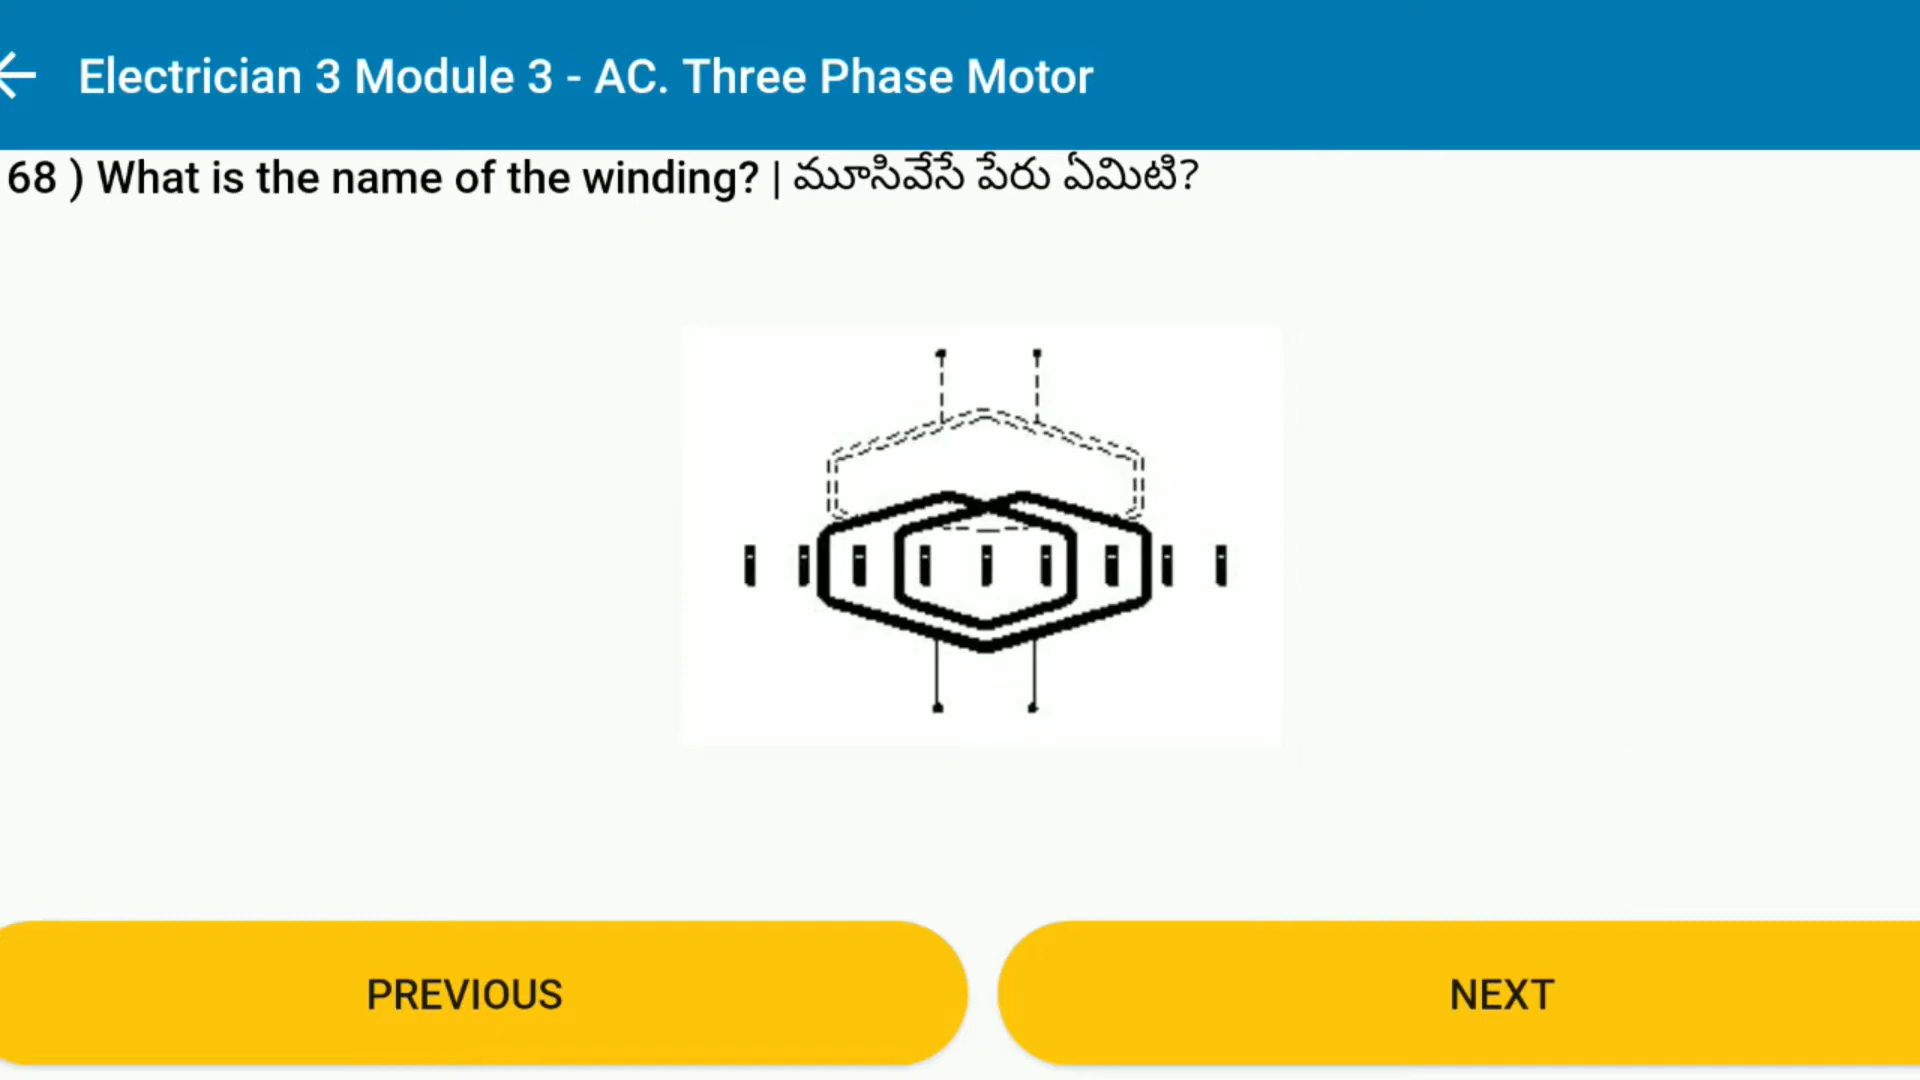 Electrician 3 Module 3 - AC. Three Phase Motor
68 ) What is the name of the winding? | మూసివేసే పేరు ఏమిటి?
PREVIOUS
NEXT